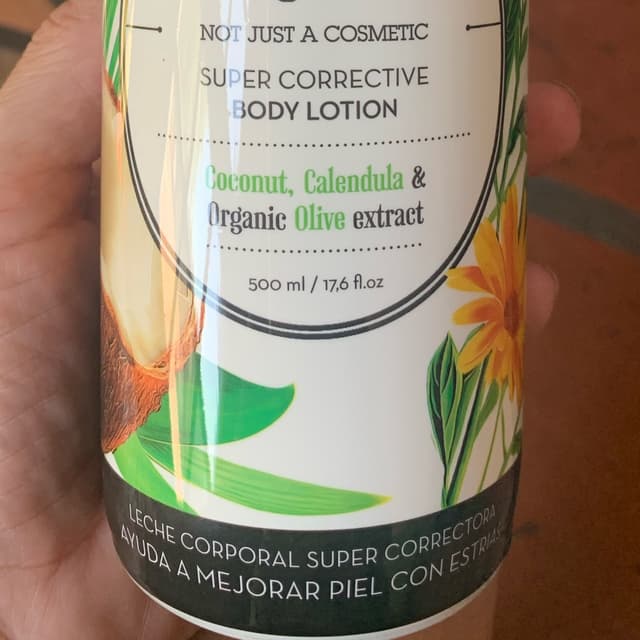 NOT JUST A COSMETIC
SUPER CORRECTIVE
BODY LOTION
Coconut, Calendula &
Organic Olive extract
500 ml / 17,6 fl.oz
LECHE CORPORAL SUPER CORRECTORA
AYUDA A MEJORAR PIEL CON ESTRIAS